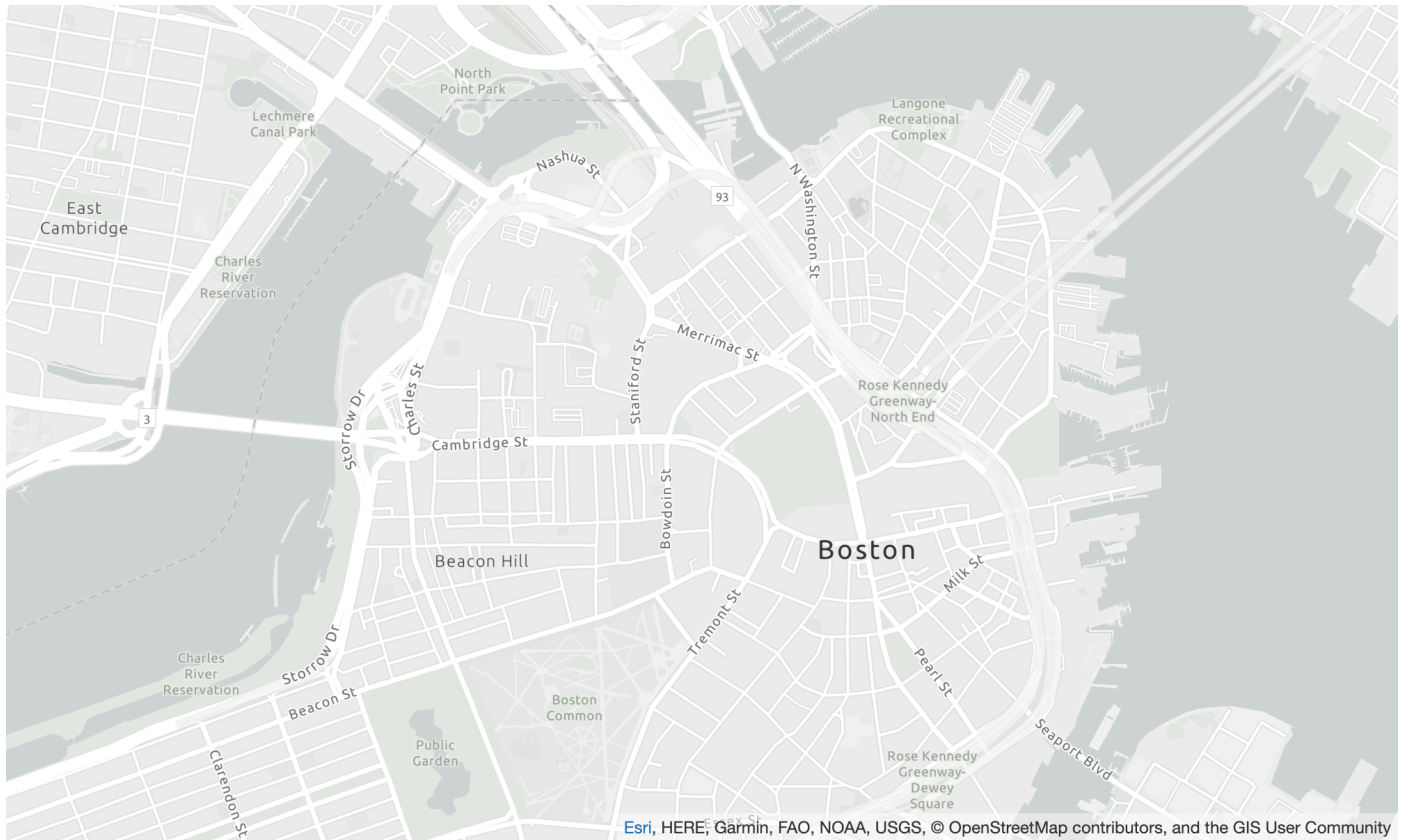 North
Point Park
Lechmere
Canal Park
Langone
Recreational
Complex
Nashua St
93
N Washington St
East
Cambridge
Charles
River
Reservation
Merrimac St
Staniford St
Charles St
Storrow Dr
Rose Kennedy
Greenway-
North End
3
Cambridge St
Bowdoin St
Boston
Beacon Hill
Milk St
Tremont St
Storrow Dr
Charles
River
Reservation
Pearl St
Beacon St
Boston
Common
Public
Garden
Seaport Blvd
Clarendon St
Rose Kennedy
Greenway-
Dewey
Square
Essex St
Esri, HERE, Garmin, FAO, NOAA, USGS, © OpenStreetMap contributors, and the GIS User Community